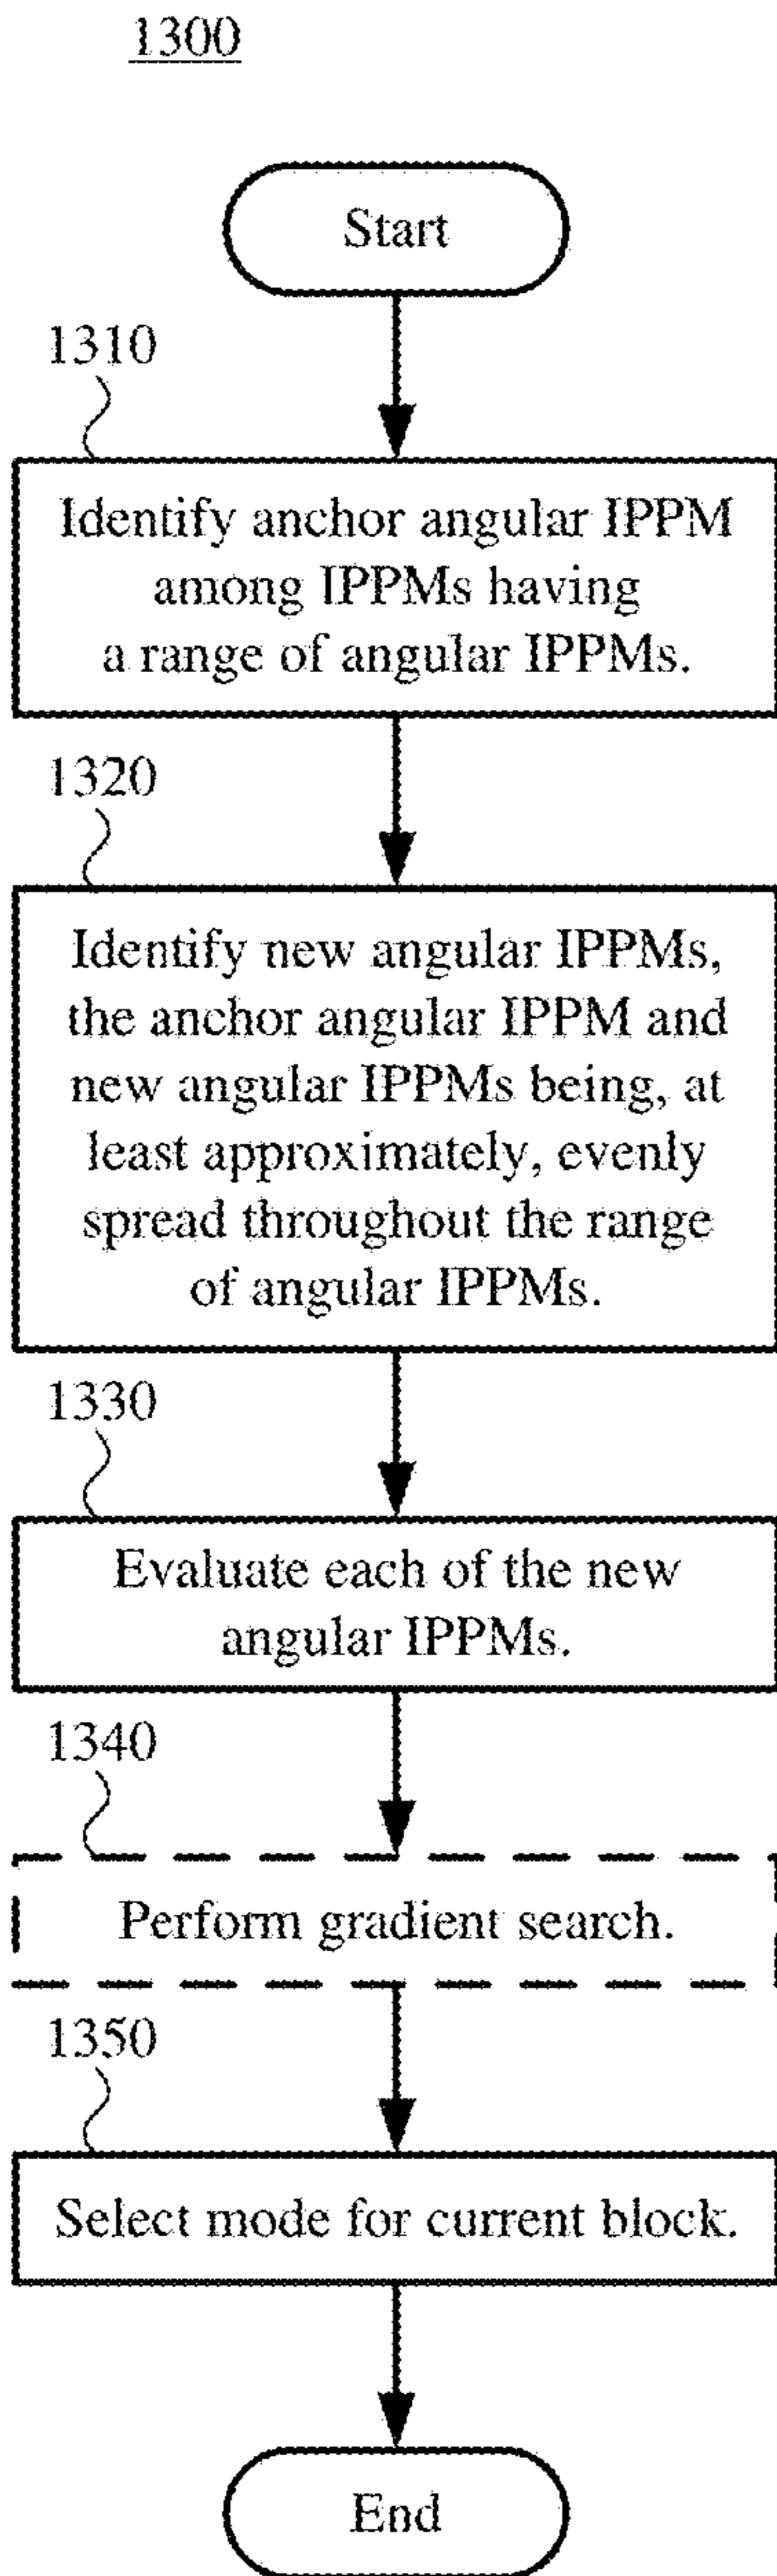 1300
Start
1310
Identify anchor angular IPPM
among IPPMs having
a range of angular IPPMs.
1320
Identify new angular IPPMs,
the anchor angular IPPM and
new angular IPPMs being, at
least approximately, evenly
spread throughout the range
of angular IPPMs.
1330
Evaluate each of the new
angular IPPMs.
1340
Perform gradient search.
1350
Select mode for current block.
End